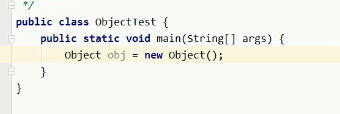 */
public class ObjectTest {
    public static void main(String[] args) {
        Object obj = new Object();
    }
}